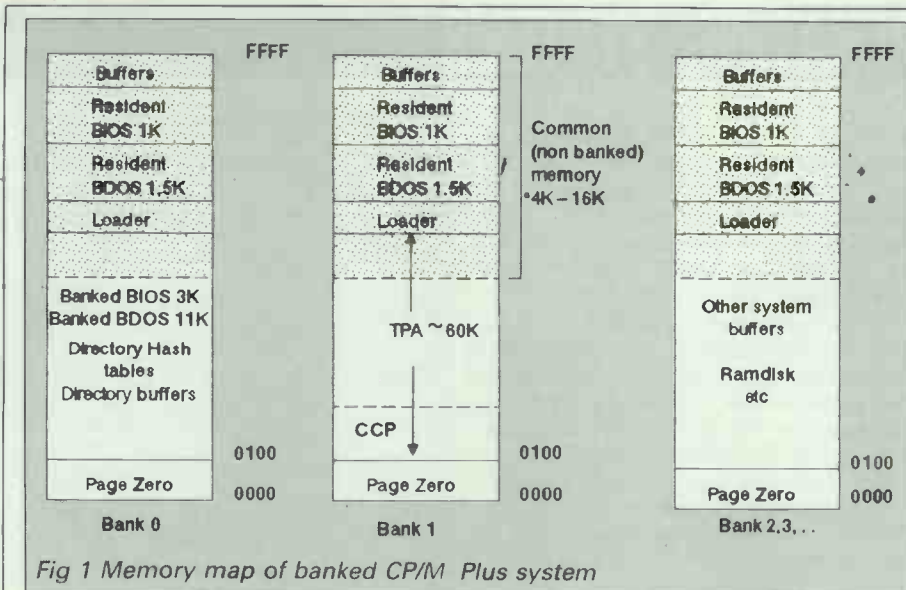 FFFF
Buffers
Resident
BIOS 1K
Resident
BDOS 1.5K
Loader
Banked BIOS 3K
Banked BDOS 11K
Directory Hash
tables
Directory buffers
0100
Page Zero
0000
Bank 0
FFFF
Buffers
Resident
BIOS 1K
Resident
BDOS 1.5K
Loader
Common
(non banked)
memory
4K – 16K
TPA ~ 60K
CCP
0100
Page Zero
0000
Bank 1
FFFF
Buffers
Resident
BIOS 1K
Resident
BDOS 1.5K
Loader
Other system
buffers
Ramdisk
etc
0100
Page Zero
0000
Bank 2,3, . .
Fig 1 Memory map of banked CP/M Plus system